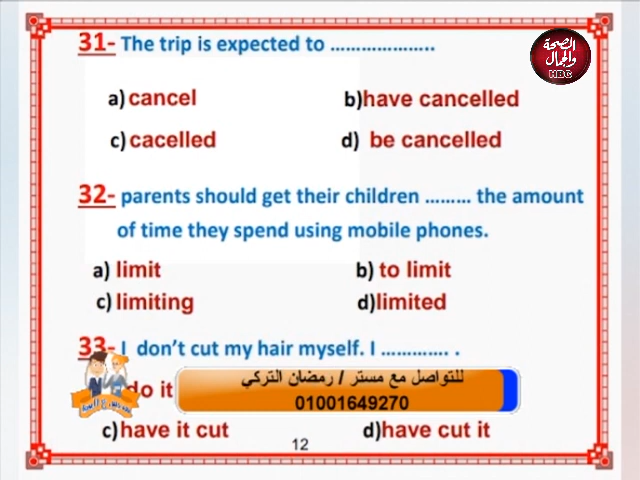 31- The trip is expected to ………………..
الصحة
والجمال
HBC
a) cancel
b)have cancelled
c) cacelled
d) be cancelled
32- parents should get their children ……… the amount
of time they spend using mobile phones.
a) limit
b) to limit
c) limiting
d)limited
33- I don't cut my hair myself. I …………. .
do it
للتواصل مع مستر / رمضان التركي
01001649270
c) have it cut
d)have cut it
12